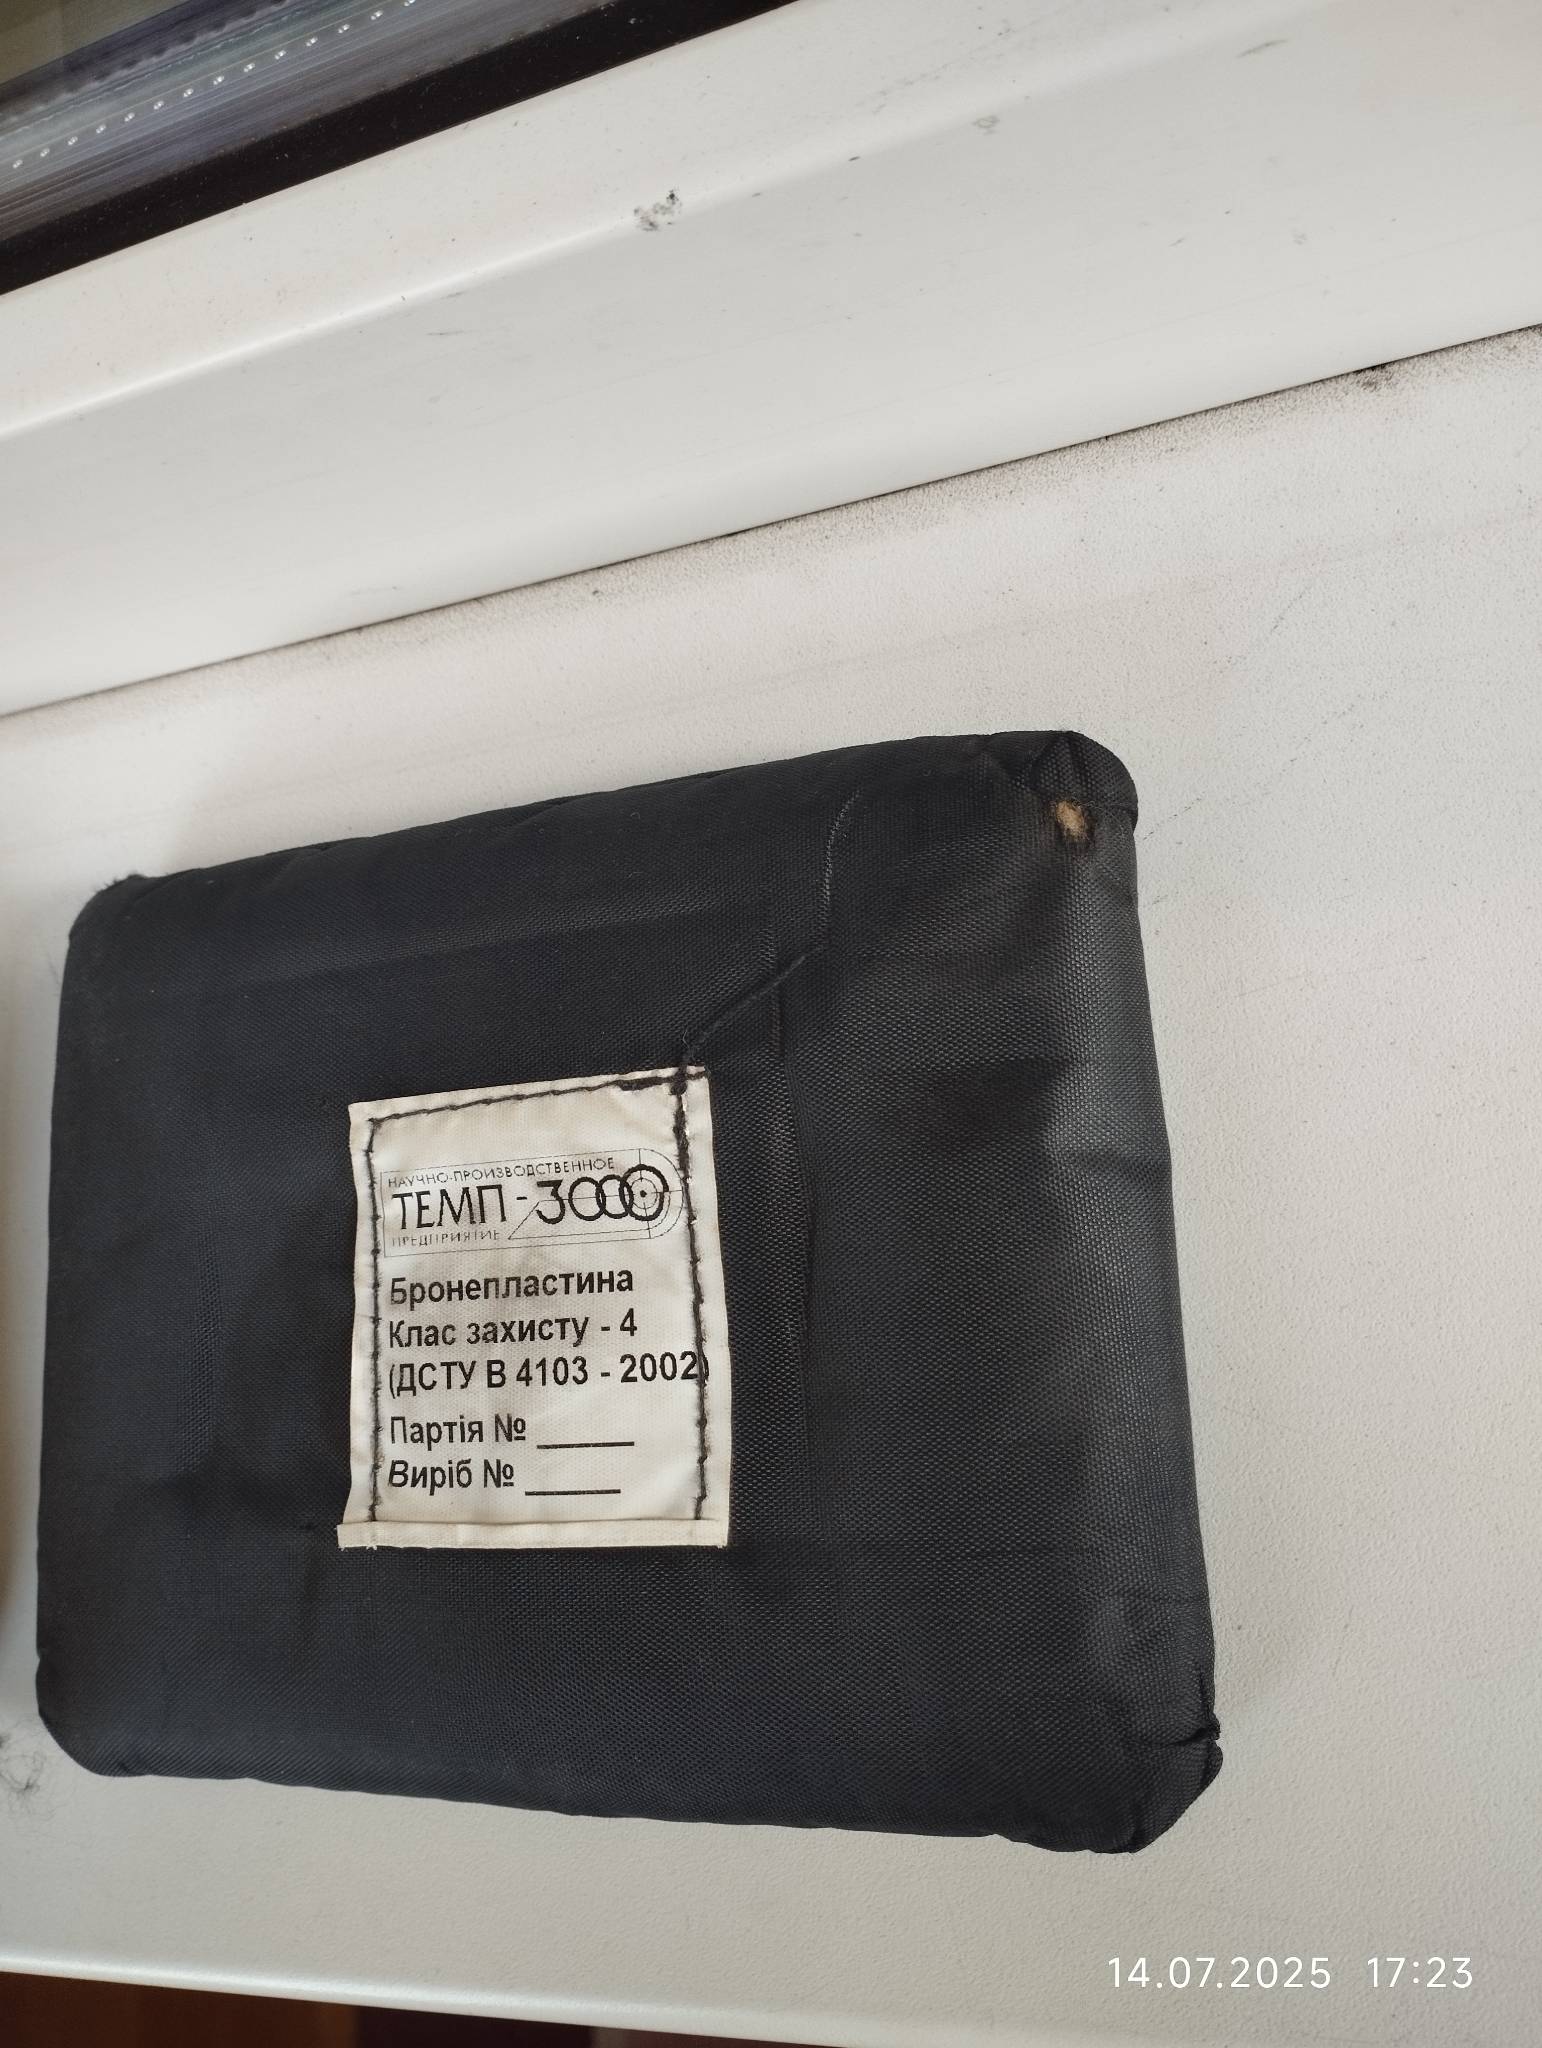 НАУЧНО-ПРОИЗВОДСТВЕННОЕ
ТЕМП-3000
ПРЕДПРИЯТИЕ
Бронепластина
Клас захисту - 4
(ДСТУ В 4103 - 2002)
Партія № ______
Виріб № ______
14.07.2025 17:23